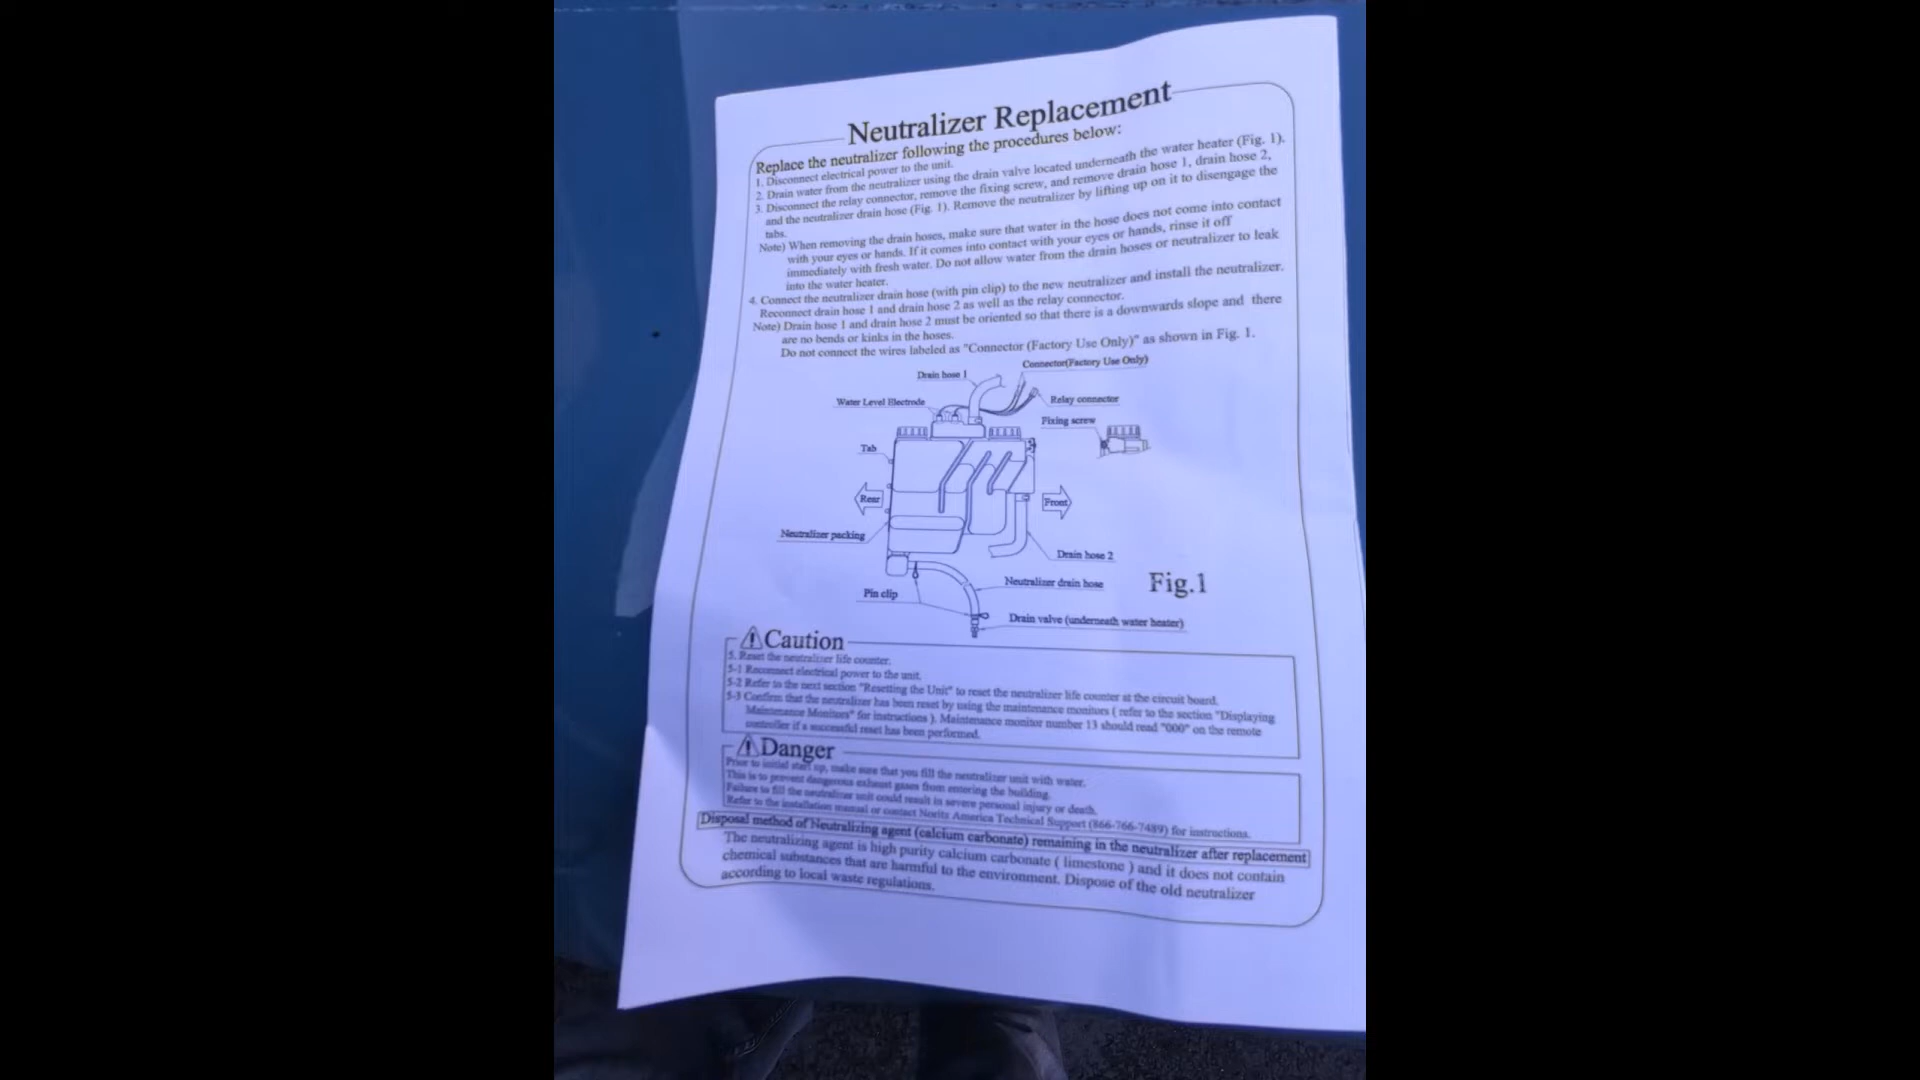 Neutralizer Replacement
Replace the neutralizer following the procedures below:
1. Disconnect electrical power to the unit.
2. Drain water from the neutralizer using the drain valve located underneath the water heater (Fig. 1).
3. Disconnect the relay connector, remove the fixing screw, and remove drain hose 1, drain hose 2,
and the neutralizer drain hose (Fig. 1). Remove the neutralizer by lifting up on it to disengage the
tabs.
Note) When removing the drain hoses, make sure that water in the hose does not come into contact
with your eyes or hands. If it comes into contact with your eyes or hands, rinse it off
immediately with fresh water. Do not allow water from the drain hoses or neutralizer to leak
into the water heater.
4. Connect the neutralizer drain hose (with pin clip) to the new neutralizer and install the neutralizer.
Reconnect drain hose 1 and drain hose 2 as well as the relay connector.
Note) Drain hose 1 and drain hose 2 must be oriented so that there is a downwards slope and there
are no bends or kinks in the hoses.
Do not connect the wires labeled as "Connector (Factory Use Only)" as shown in Fig. 1.
Drain hose 1
Connector(Factory Use Only)
Water Level Electrode
Relay connector
Fixing screw
Tab
Rear
Front
Neutralizer packing
Drain hose 2
Neutralizer drain hose
Fig.1
Pin clip
Drain valve (underneath water heater)
Caution
5. Reset the neutralizer life counter.
5-1 Reconnect electrical power to the unit.
5-2 Refer to the next section "Resetting the Unit" to reset the neutralizer life counter at the circuit board.
5-3 Confirm that the neutralizer has been reset by using the maintenance monitors ( refer to the section "Displaying
Maintenance Monitors" for instructions ). Maintenance monitor number 13 should read "000" on the remote
controller if a successful reset has been performed.
Danger
Prior to initial start up, make sure that you fill the neutralizer unit with water.
This is to prevent dangerous exhaust gases from entering the building.
Failure to fill the neutralizer unit could result in severe personal injury or death.
Refer to the installation manual or contact Noritz America Technical Support (866-766-7489) for instructions.
Disposal method of Neutralizing agent (calcium carbonate) remaining in the neutralizer after replacement
The neutralizing agent is high purity calcium carbonate ( limestone ) and it does not contain
chemical substances that are harmful to the environment. Dispose of the old neutralizer
according to local waste regulations.